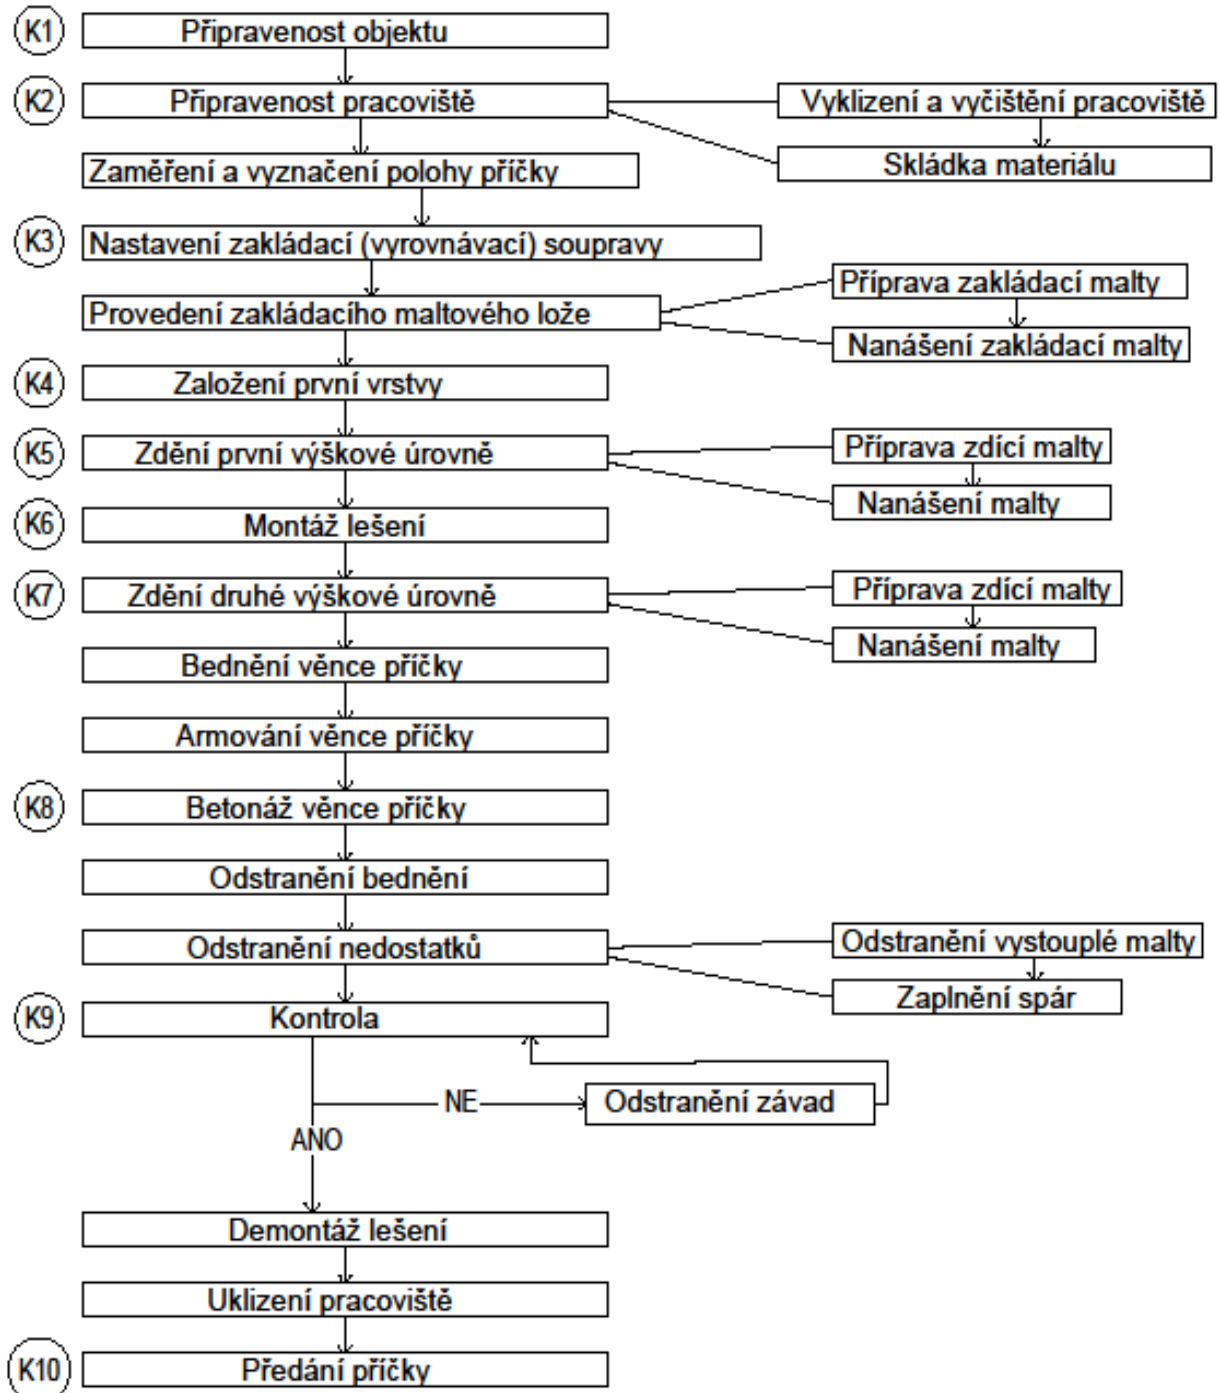 K1 Připravenost objektu
K2 Připravenost pracoviště
Vyklizení a vyčištění pracoviště
Skládka materiálu
Zaměření a vyznačení polohy příčky
K3 Nastavení zakládací (vyrovnávací) soupravy
Provedení zakládacího maltového lože
Příprava zakládací malty
Nanášení zakládací malty
K4 Založení první vrstvy
K5 Zdění první výškové úrovně
Příprava zdící malty
Nanášení malty
K6 Montáž lešení
K7 Zdění druhé výškové úrovně
Příprava zdící malty
Nanášení malty
Bednění věnce příčky
Armování věnce příčky
K8 Betonáž věnce příčky
Odstranění bednění
Odstranění nedostatků
Odstranění vystouplé malty
Zaplnění spár
K9 Kontrola
NE
Odstranění závad
ANO
Demontáž lešení
Uklizení pracoviště
K10 Předání příčky